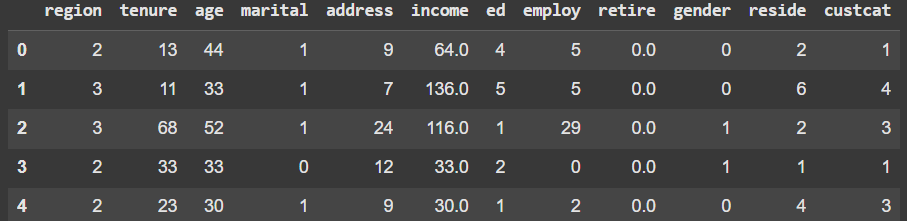 region tenure age marital address income ed employ retire gender reside custcat
0 2 13 44 1 9 64.0 4 5 0.0 0 2 1
1 3 11 33 1 7 136.0 5 5 0.0 0 6 4
2 3 68 52 1 24 116.0 1 29 0.0 1 2 3
3 2 33 33 0 12 33.0 2 0 0.0 1 1 1
4 2 23 30 1 9 30.0 1 2 0.0 0 4 3